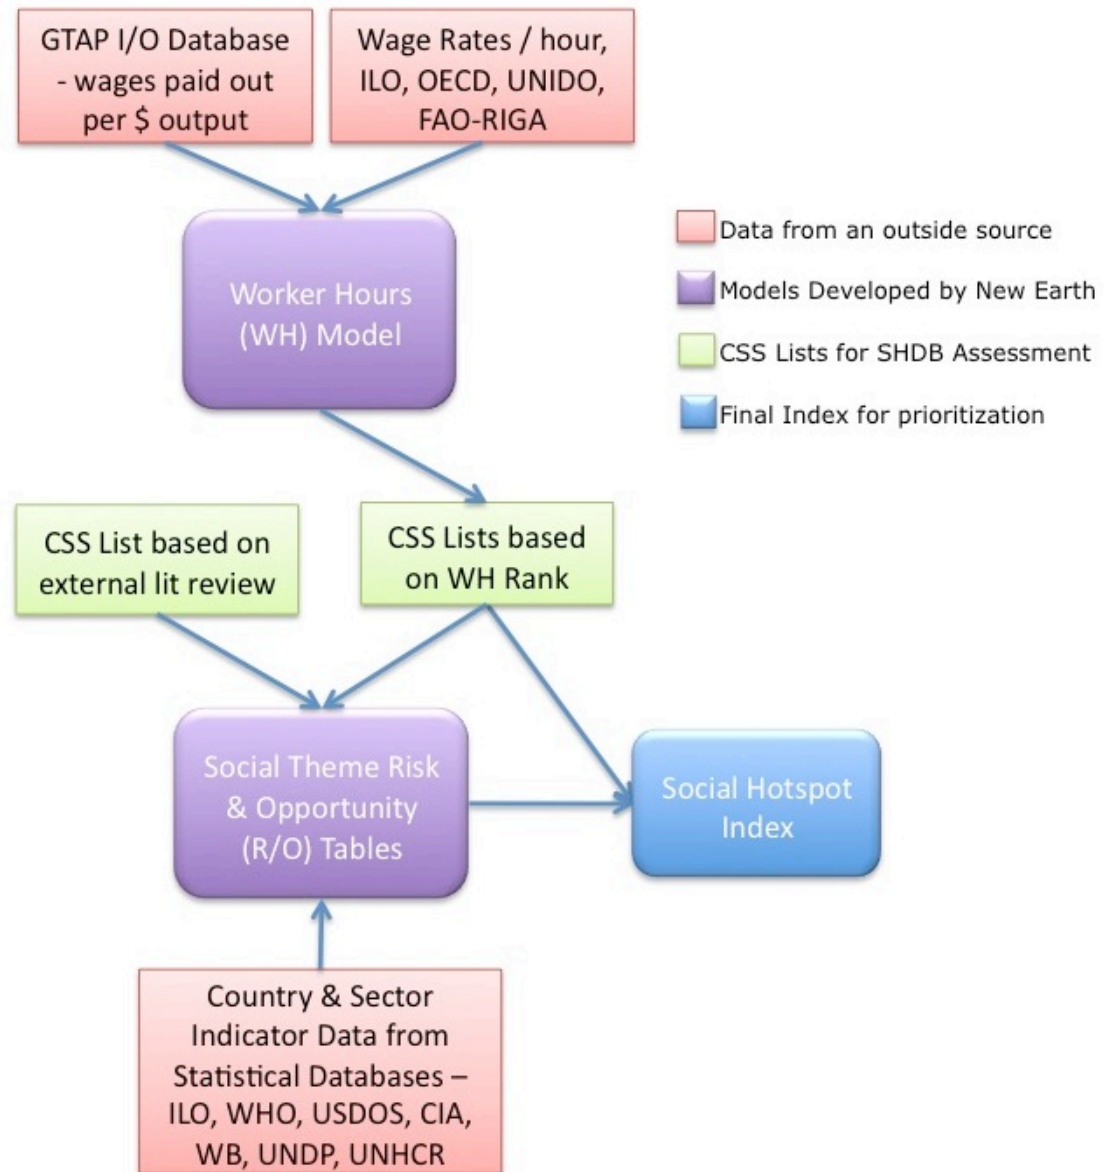 GTAP I/O Database
- wages paid out
per $ output
Wage Rates / hour,
ILO, OECD, UNIDO,
FAO-RIGA
Worker Hours
(WH) Model
Data from an outside source
Models Developed by New Earth
CSS Lists for SHDB Assessment
Final Index for prioritization
CSS List based on
external lit review
CSS Lists based
on WH Rank
Social Theme Risk
& Opportunity
(R/O) Tables
Social Hotspot
Index
Country & Sector
Indicator Data from
Statistical Databases –
ILO, WHO, USDOS, CIA,
WB, UNDP, UNHCR